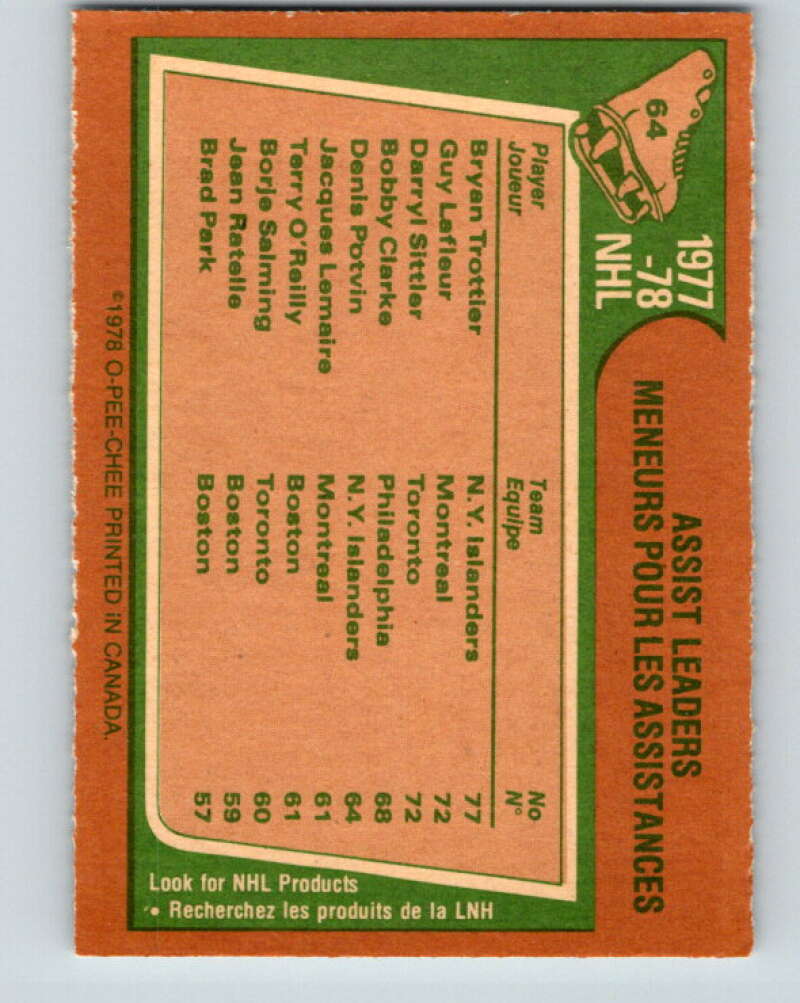 64
1977
-78
NHL
ASSIST LEADERS
MENEURS POUR LES ASSISTANCES
Player Team No
Joueur Equipe N°
Bryan Trottier N.Y. Islanders 77
Guy Lafleur Montreal 72
Darryl Sittler Toronto 72
Bobby Clarke Philadelphia 68
Denis Potvin N.Y. Islanders 64
Jacques Lemaire Montreal 61
Terry O'Reilly Boston 61
Borje Salming Toronto 60
Jean Ratelle Boston 59
Brad Park Boston 57
Look for NHL Products
• Recherchez les produits de la LNH
©1978 O-PEE-CHEE PRINTED IN CANADA.